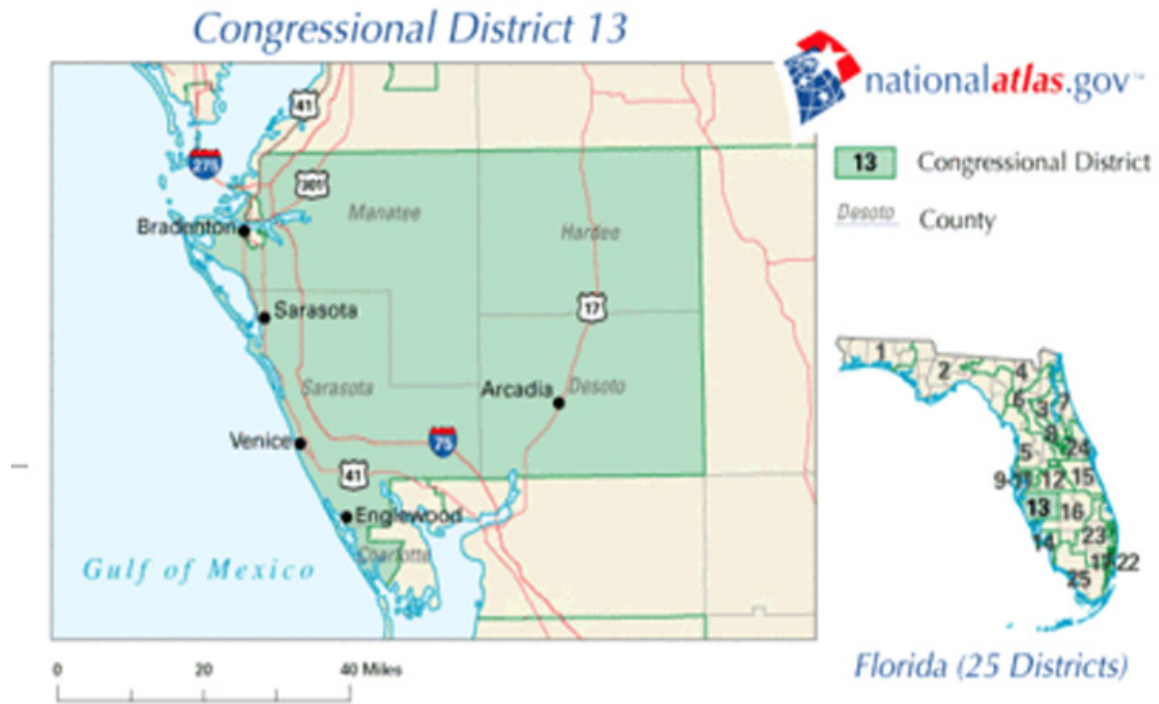 Congressional District 13
nationalatlas.gov™
41
275
301
13 Congressional District
Manatee
Desoto County
Bradenton
Hardee
Sarasota
17
Sarasota
Arcadia
Desoto
Venice
75
41
Englewood
Charlotte
Gulf of Mexico
0 20 40 Miles
1
2
4
6
3
7
8
24
5
9
11
12
15
13
16
14
23
22
25
Florida (25 Districts)